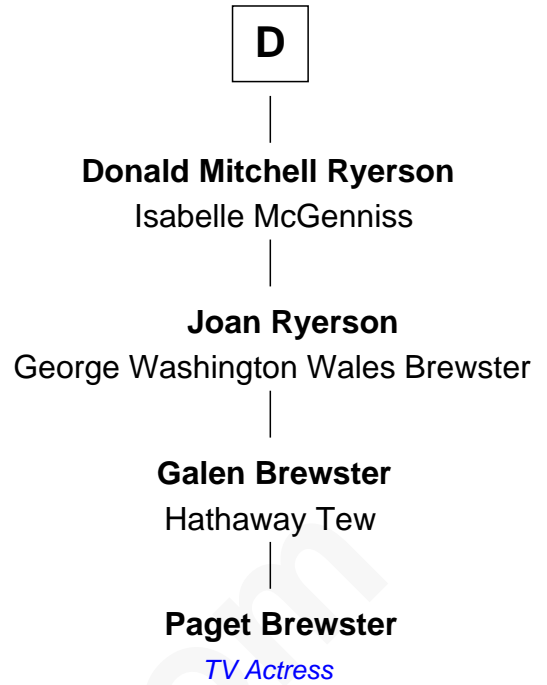 D
Donald Mitchell Ryerson
Isabelle McGenniss
Joan Ryerson
George Washington Wales Brewster
Galen Brewster
Hathaway Tew
Paget Brewster
TV Actress